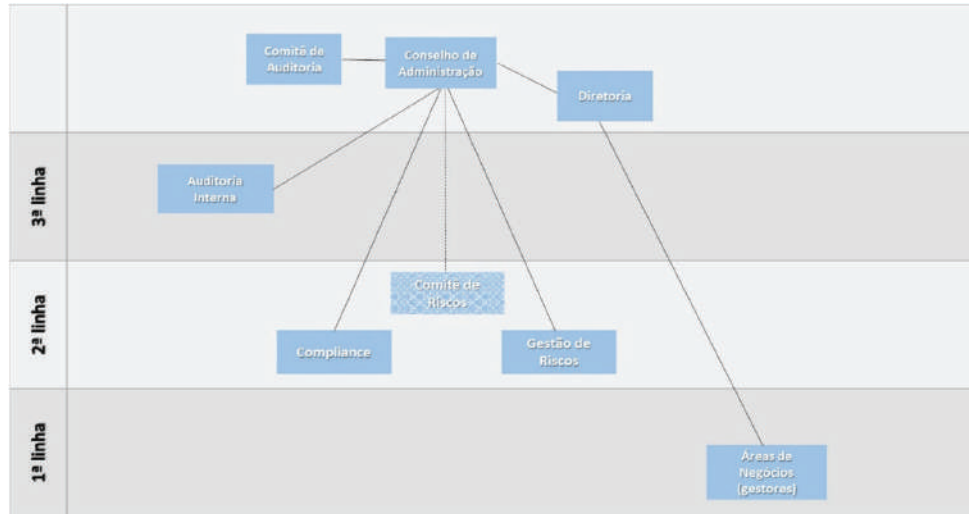 Comitê de
Auditoria
Conselho de
Administração
Diretoria
3ª linha
Auditoria
Interna
2ª linha
Comitê de
Riscos
Compliance
Gestão de
Riscos
1ª linha
Áreas de
Negócios
(gestores)